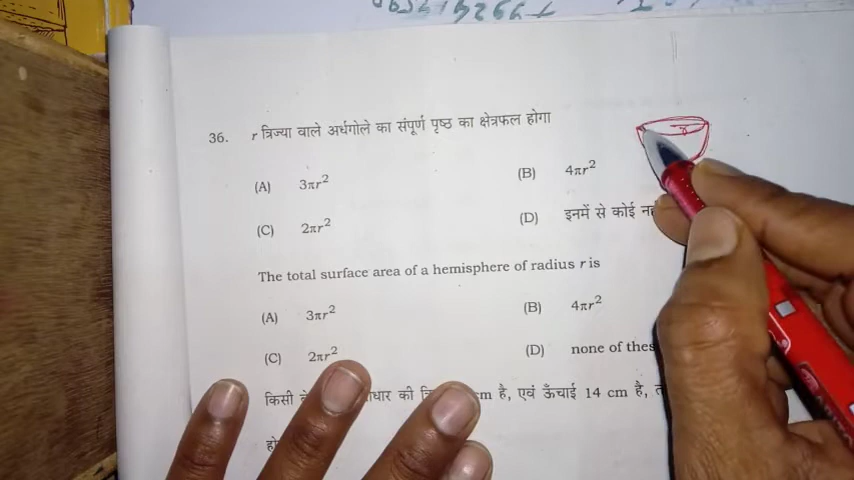 36. r त्रिज्या वाले अर्धगोले का संपूर्ण पृष्ठ का क्षेत्रफल होगा
(A) 3πr² (B) 4πr²
(C) 2πr² (D) इनमें से कोई
The total surface area of a hemisphere of radius r is
(A) 3πr² (B) 4πr²
(C) 2πr² (D) none of
किसी की cm है, एवं ऊँचाई 14 cm है,